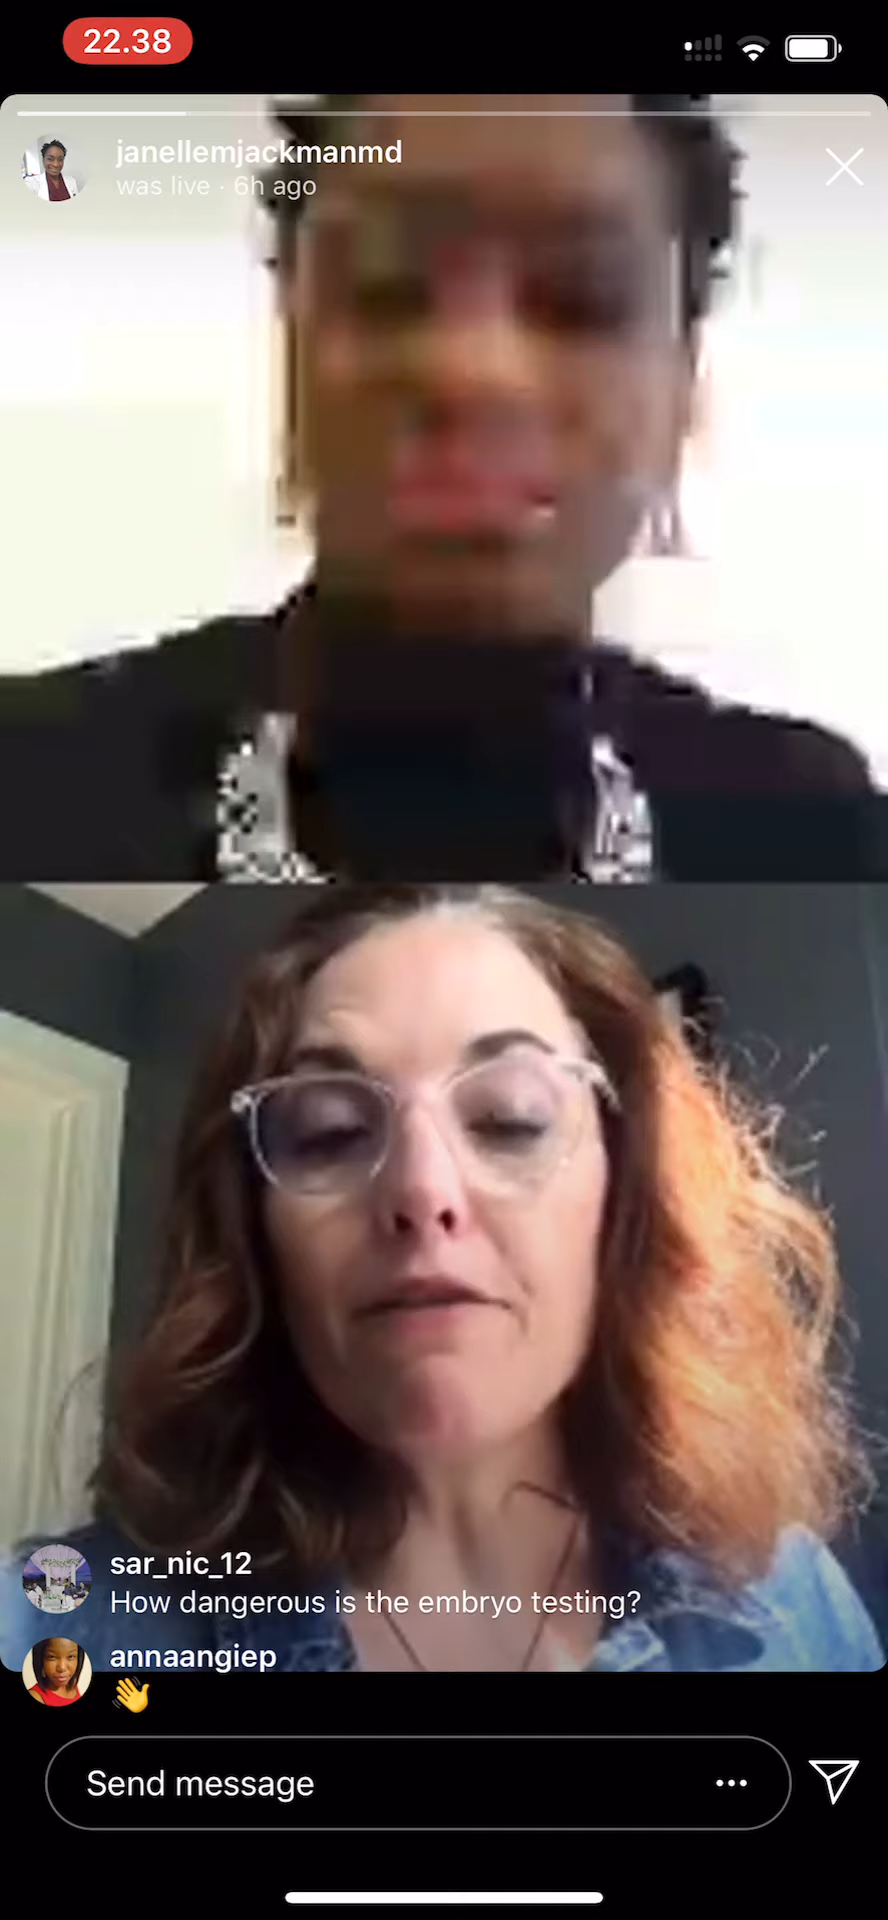 22.38
janellemjackmanmd
was live · 6h ago
sar_nic_12
How dangerous is the embryo testing?
annaangiep
👋
Send message